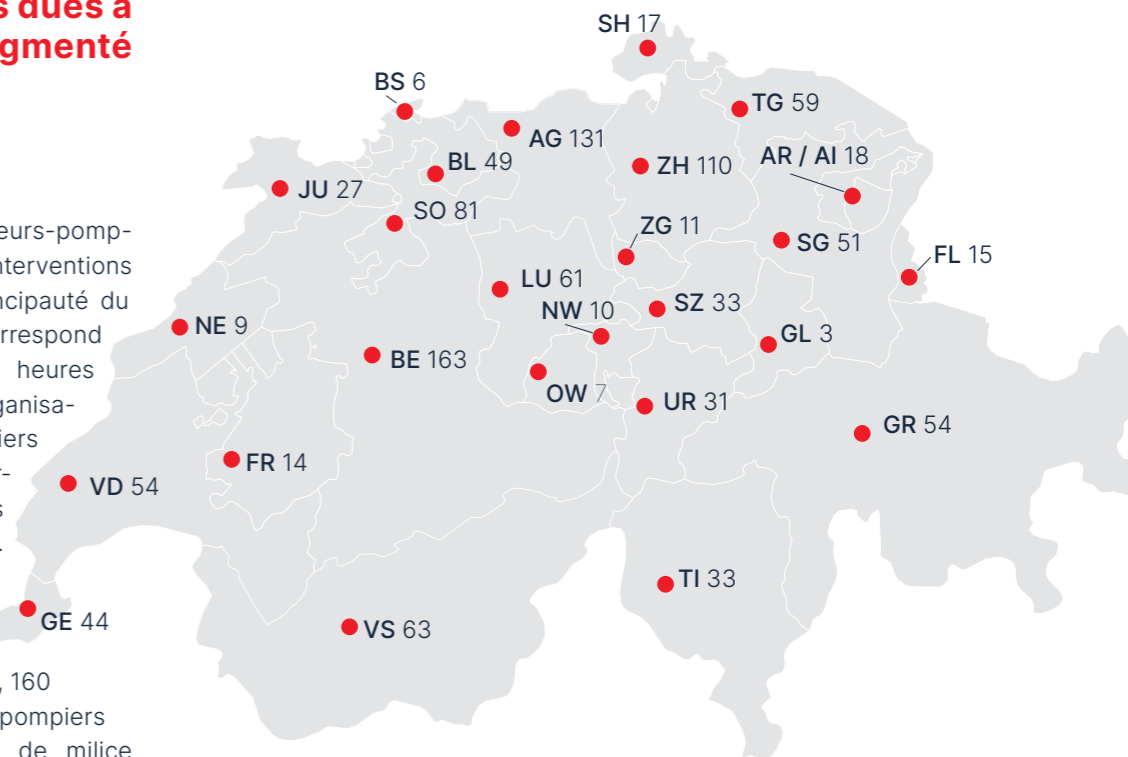 s dues à
gmenté
eurs-pomp-
nterventions
ncipauté du
rrespond
heures
ganisa-
iers
r-
s
.
, 160
pompiers
de milice
SH 17
BS 6
TG 59
AG 131
BL 49
ZH 110
AR / AI 18
JU 27
SO 81
ZG 11
SG 51
FL 15
LU 61
NW 10
SZ 33
NE 9
GL 3
BE 163
OW 7
UR 31
GR 54
FR 14
VD 54
TI 33
GE 44
VS 63